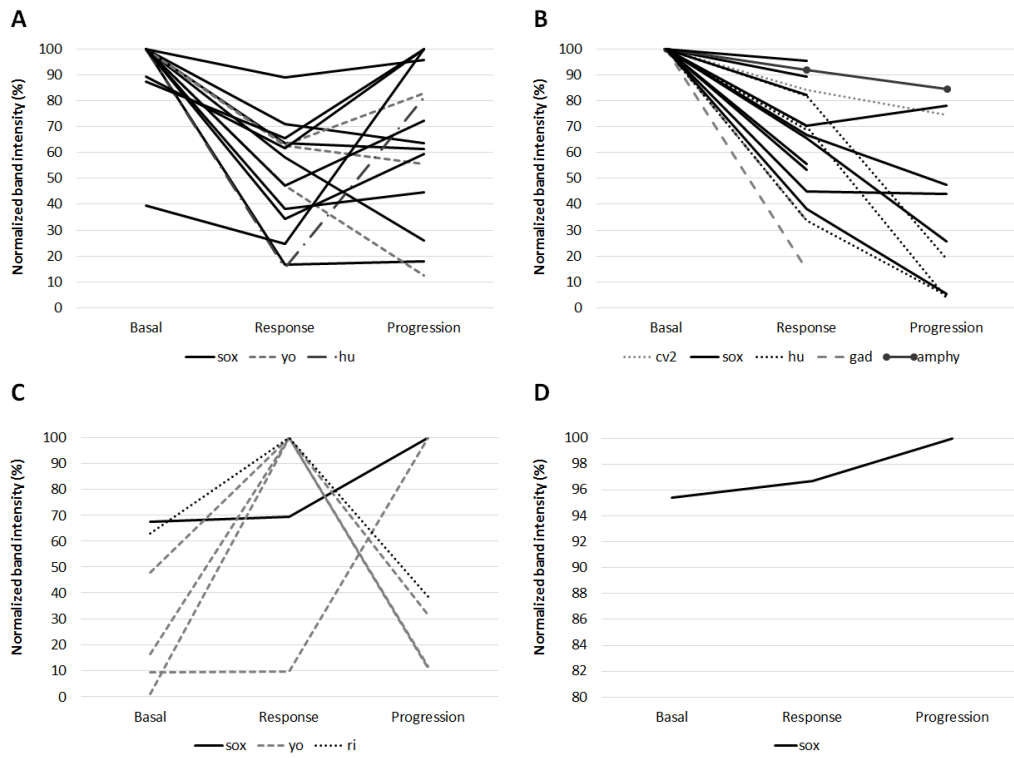 A
Normalized band intensity (%)
100
90
80
70
60
50
40
30
20
10
0
Basal Response Progression
sox yo hu
B
Normalized band intensity (%)
100
90
80
70
60
50
40
30
20
10
0
Basal Response Progression
cv2 sox hu gad amphy
C
Normalized band intensity (%)
100
90
80
70
60
50
40
30
20
10
0
Basal Response Progression
sox yo ri
D
Normalized band intensity (%)
100
98
96
94
92
90
88
86
84
82
80
Basal Response Progression
sox